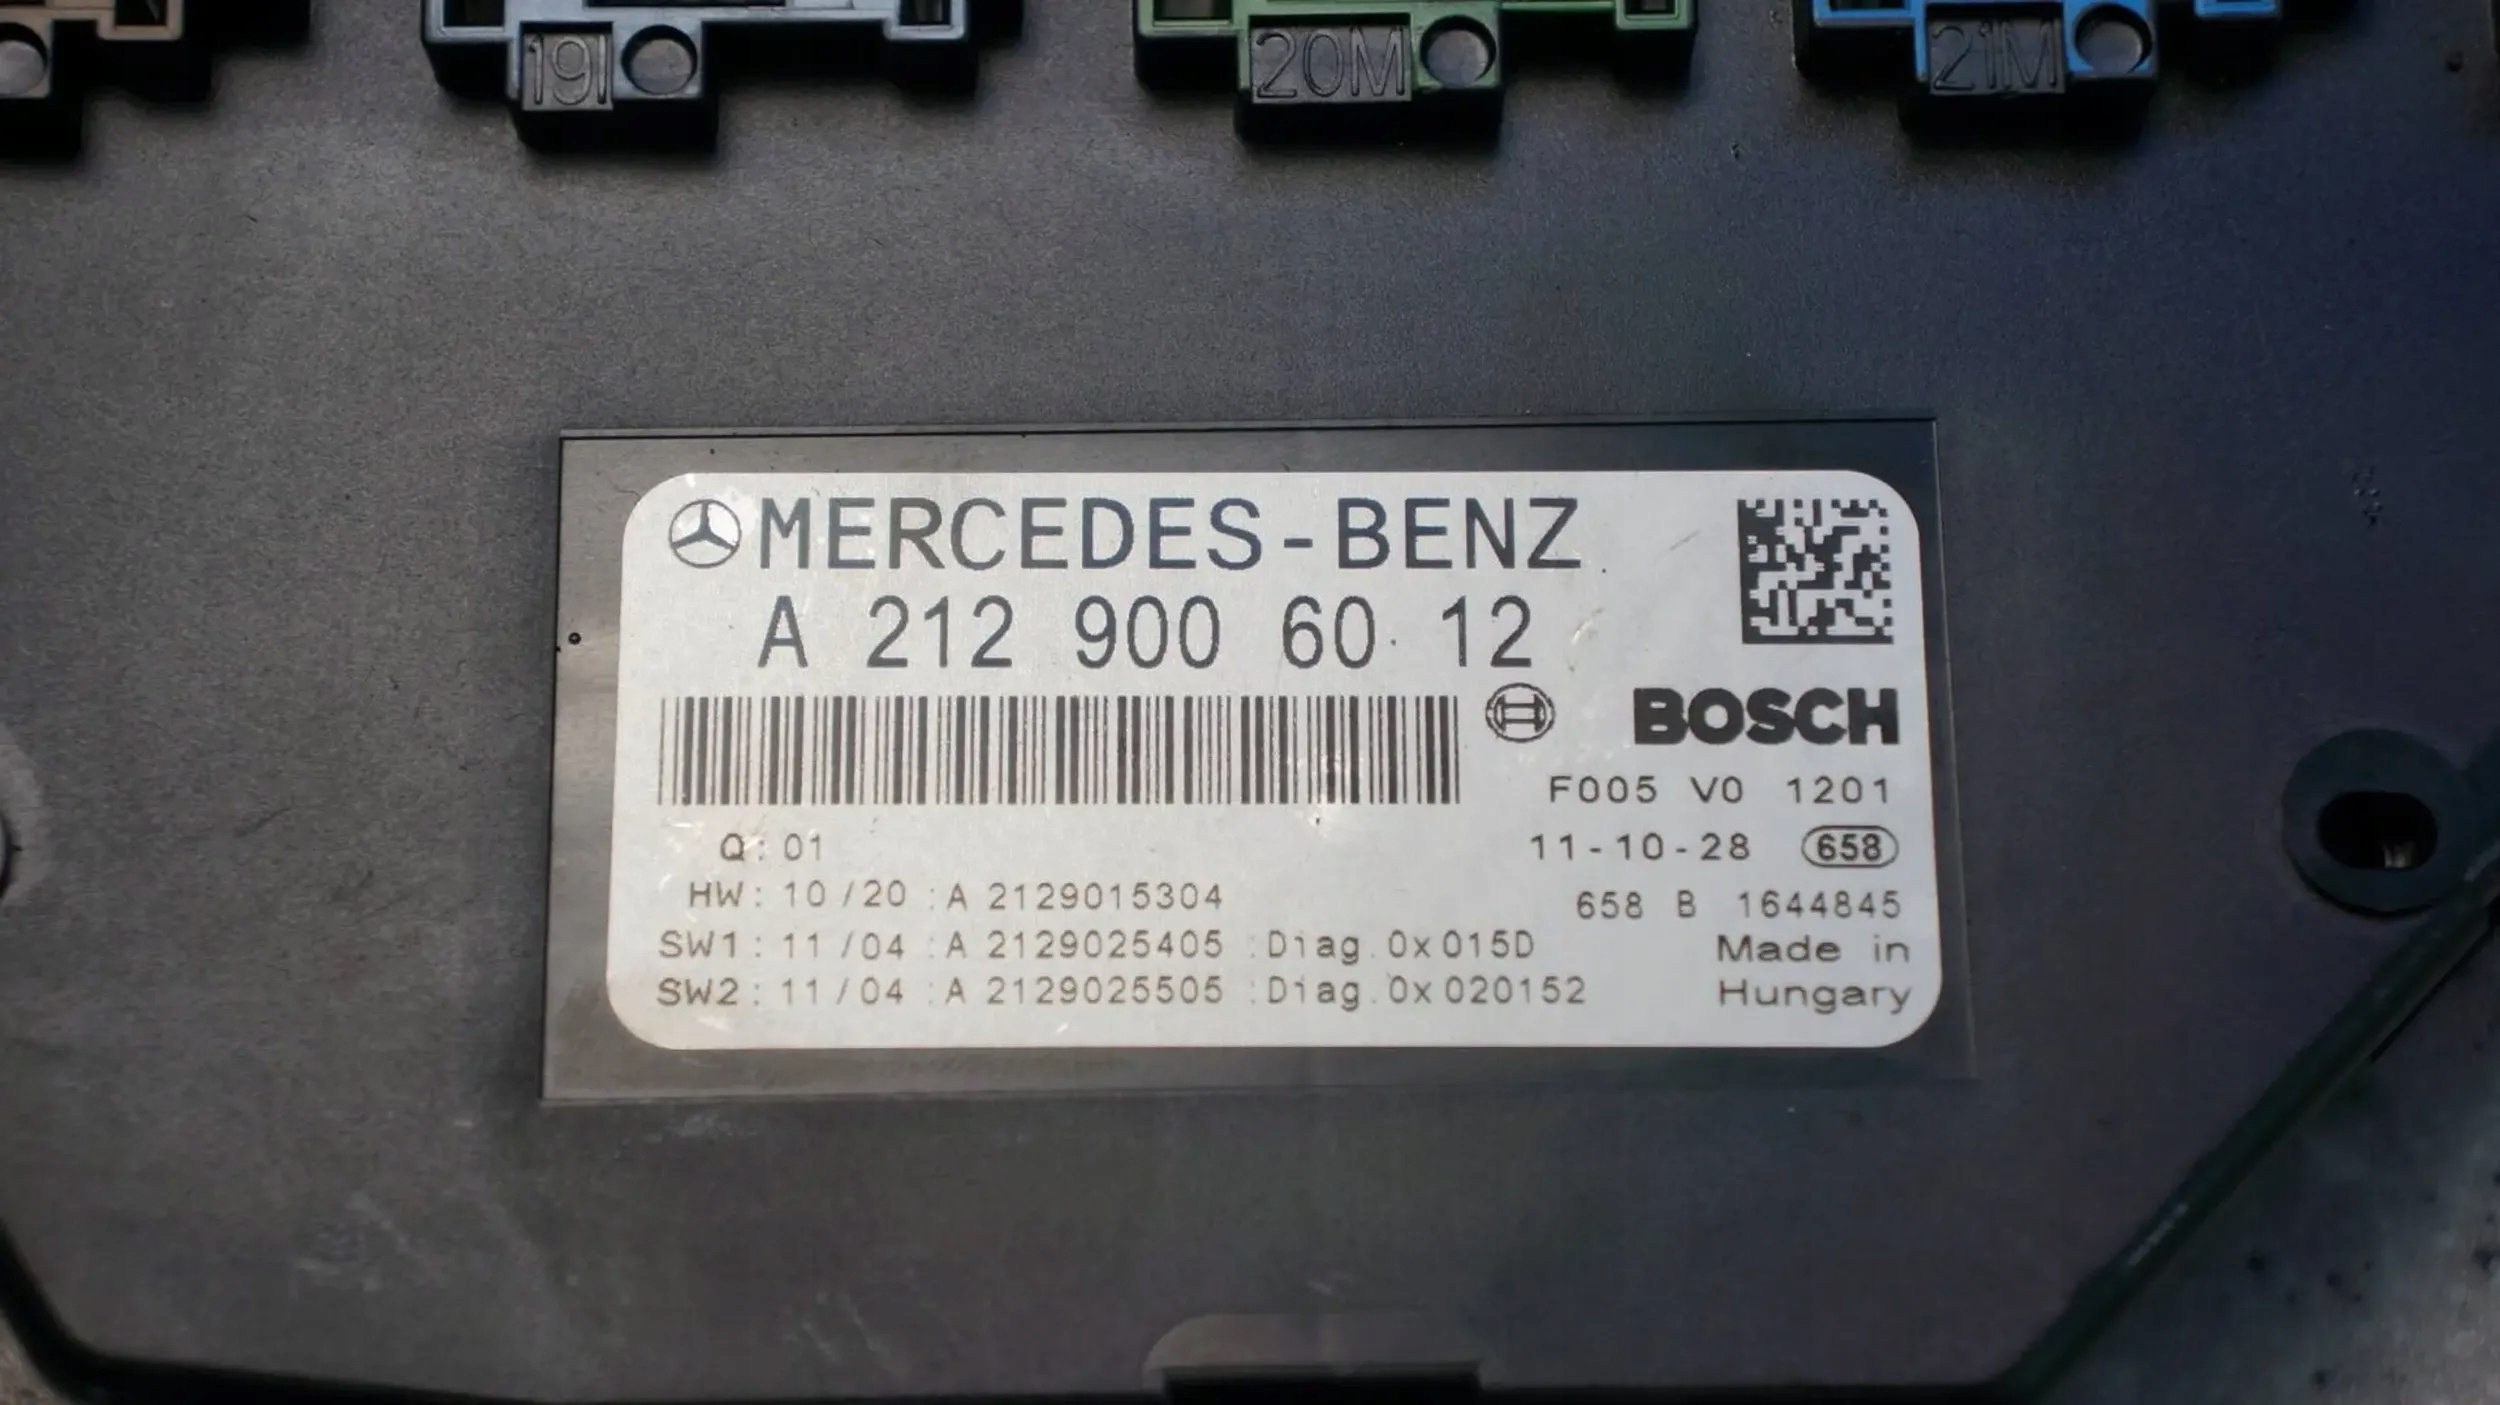 19I
20M
21M
MERCEDES-BENZ
A 212 900 60 12
BOSCH
F005 V0 1201
Q: 01
11-10-28 658
HW: 10/20 :A 2129015304
658 B 1644845
SW1: 11/04 :A 2129025405 :Diag.0x015D
Made in
SW2: 11/04 :A 2129025505 :Diag.0x020152
Hungary